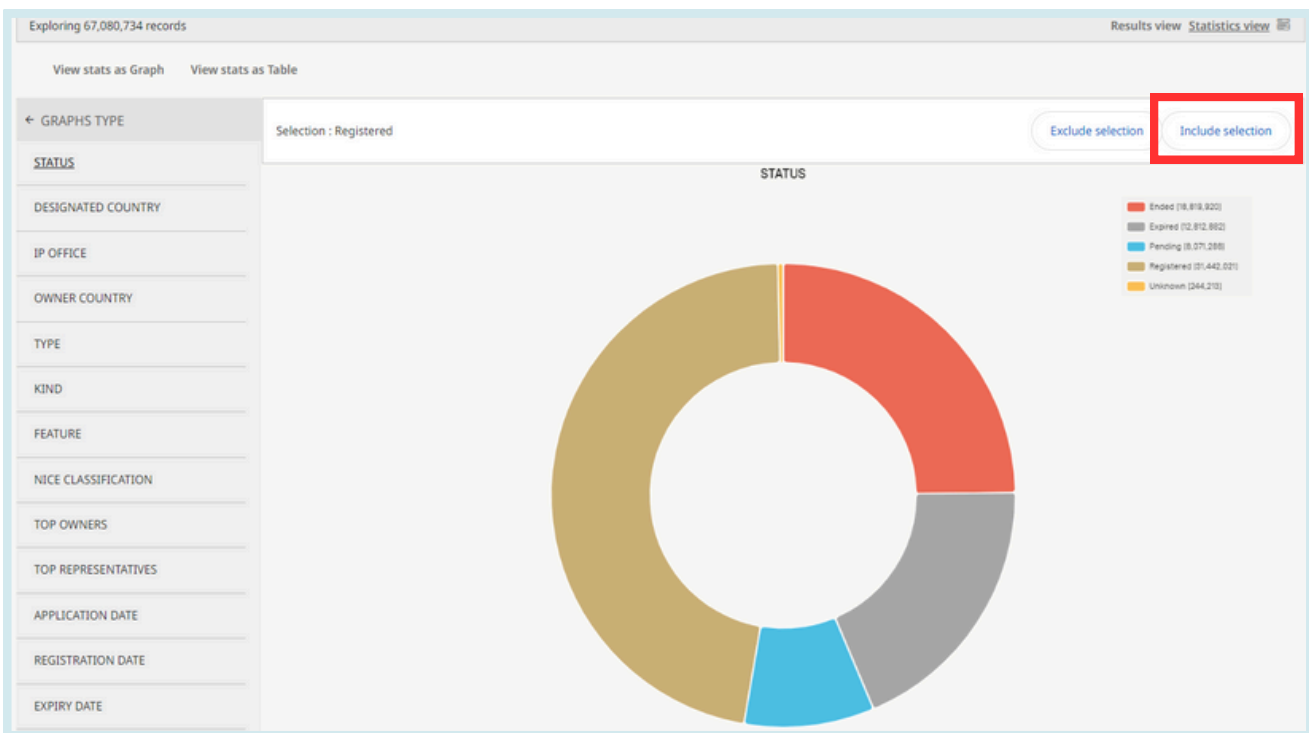 Exploring 67,080,734 records
Results view Statistics view
View stats as Graph View stats as Table
← GRAPHS TYPE
Selection : Registered
Exclude selection
Include selection
STATUS
STATUS
Ended
Expired
Pending
Registered
Unknown
DESIGNATED COUNTRY
IP OFFICE
OWNER COUNTRY
TYPE
KIND
FEATURE
NICE CLASSIFICATION
TOP OWNERS
TOP REPRESENTATIVES
APPLICATION DATE
REGISTRATION DATE
EXPIRY DATE